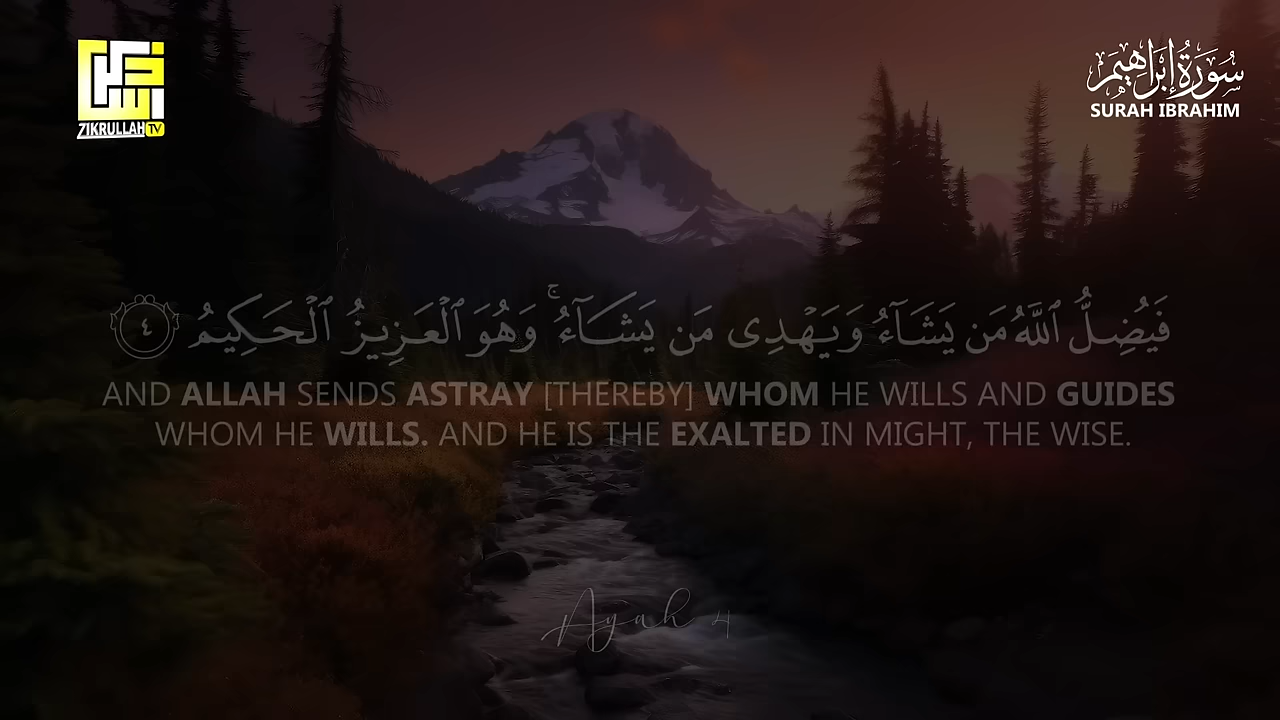 ذكر الله
ZIKRULLAH TV
سُورَةُ إِبْرَاهِيم
SURAH IBRAHIM
فَيُضِلُّ ٱللَّهُ مَن يَشَآءُ وَيَهْدِى مَن يَشَآءُ ۚ وَهُوَ ٱلْعَزِيزُ ٱلْحَكِيمُ ٤
AND ALLAH SENDS ASTRAY [THEREBY] WHOM HE WILLS AND GUIDES
WHOM HE WILLS. AND HE IS THE EXALTED IN MIGHT, THE WISE.
Ayah 4